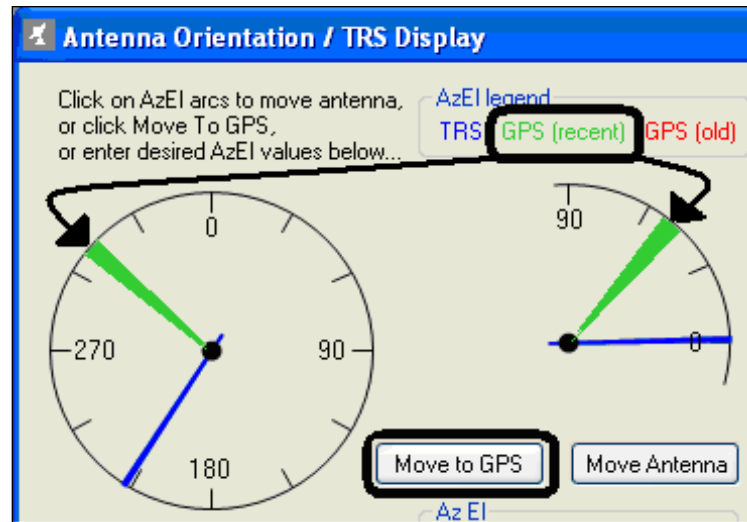 Antenna Orientation / TRS Display
Click on AzEl arcs to move antenna,
or click Move To GPS,
or enter desired AzEl values below...
AzEl legend
TRS GPS (recent) GPS (old)
0
270
90
180
90
0
Move to GPS
Move Antenna
Az El